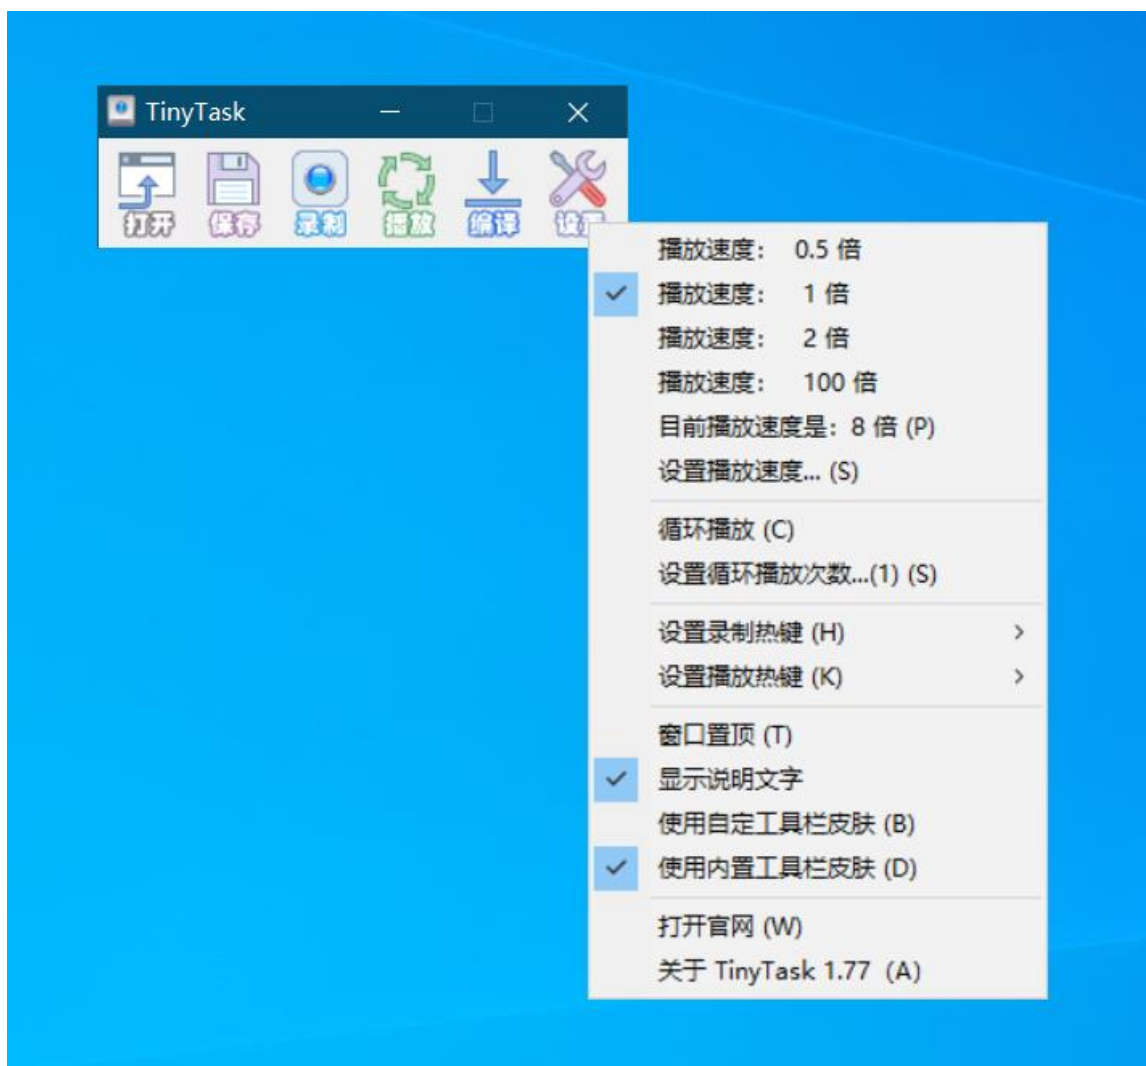 TinyTask
打开 保存 录制 播放 编译
播放速度： 0.5 倍
播放速度： 1 倍
播放速度： 2 倍
播放速度： 100 倍
目前播放速度是：8 倍 (P)
设置播放速度... (S)
循环播放 (C)
设置循环播放次数...(1) (S)
设置录制热键 (H)
设置播放热键 (K)
窗口置顶 (T)
显示说明文字
使用自定工具栏皮肤 (B)
使用内置工具栏皮肤 (D)
打开官网 (W)
关于 TinyTask 1.77 (A)